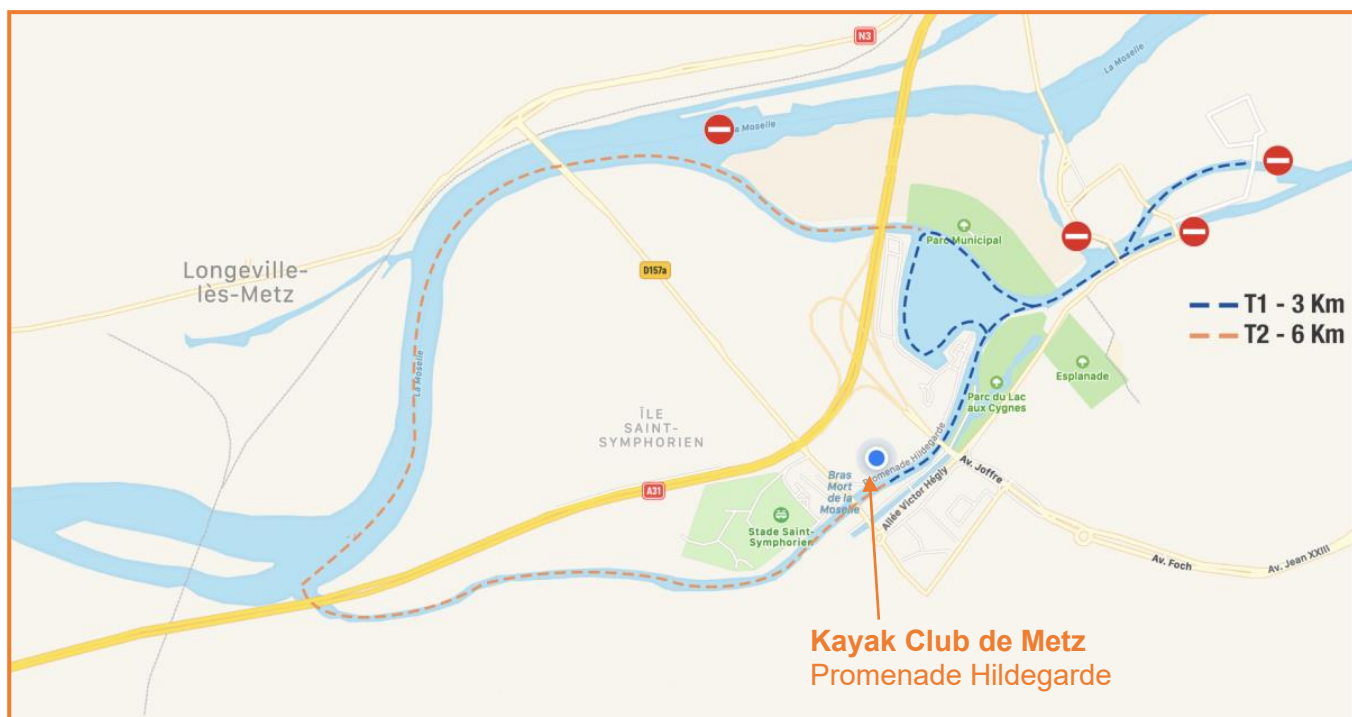 N3
La Moselle
La Moselle
Parc Municipal
Longeville-
lès-Metz
D157a
T1 - 3 Km
T2 - 6 Km
La Moselle
Esplanade
Parc du Lac
aux Cygnes
ÎLE
SAINT-
SYMPHORIEN
Promenade Hildegarde
Av. Joffre
Bras
Mort
de la
Moselle
A31
Allée Victor Hégly
Stade Saint-
Symphorien
Av. Foch
Av. Jean XXIII
Kayak Club de Metz
Promenade Hildegarde